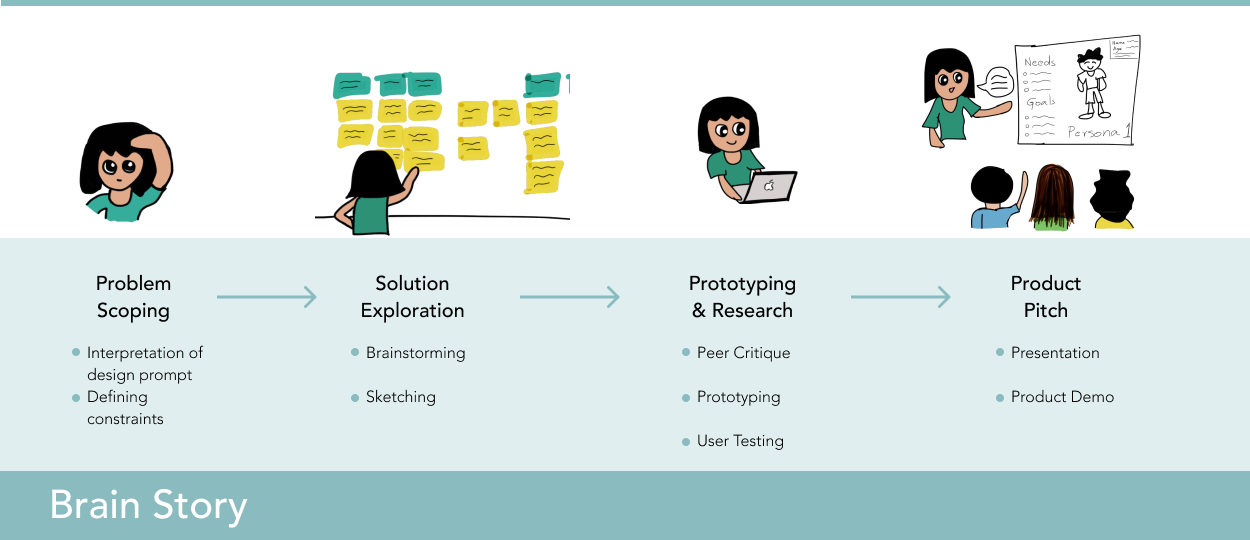 Name
Age
Needs
Goals
Persona 1
Problem
Scoping
Solution
Exploration
Prototyping
& Research
Product
Pitch
Interpretation of
design prompt
Defining
constraints
Brainstorming
Sketching
Peer Critique
Prototyping
User Testing
Presentation
Product Demo
Brain Story